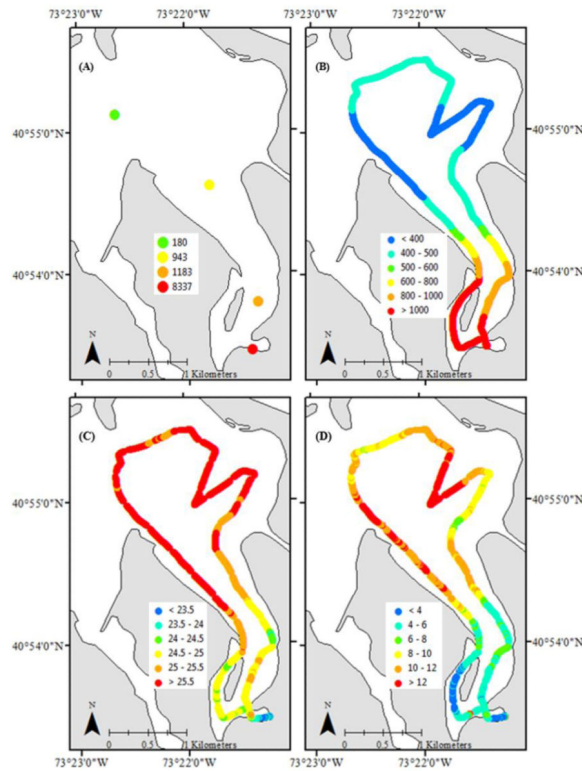 73°23'0"W 73°22'0"W 73°23'0"W 73°22'0"W
(A) (B)
40°55'0"N 40°55'0"N
180 < 400
943 400 - 500
1183 500 - 600
8337 600 - 800
800 - 1000
> 1000
40°54'0"N 40°54'0"N
N N
0 0.5 1 Kilometers 0 0.5 1 Kilometers
(C) (D)
40°55'0"N 40°55'0"N
< 23.5 < 4
23.5 - 24 4 - 6
24 - 24.5 6 - 8
24.5 - 25 8 - 10
25 - 25.5 10 - 12
> 25.5 > 12
40°54'0"N 40°54'0"N
N N
0 0.5 1 Kilometers 0 0.5 1 Kilometers
73°23'0"W 73°22'0"W 73°23'0"W 73°22'0"W